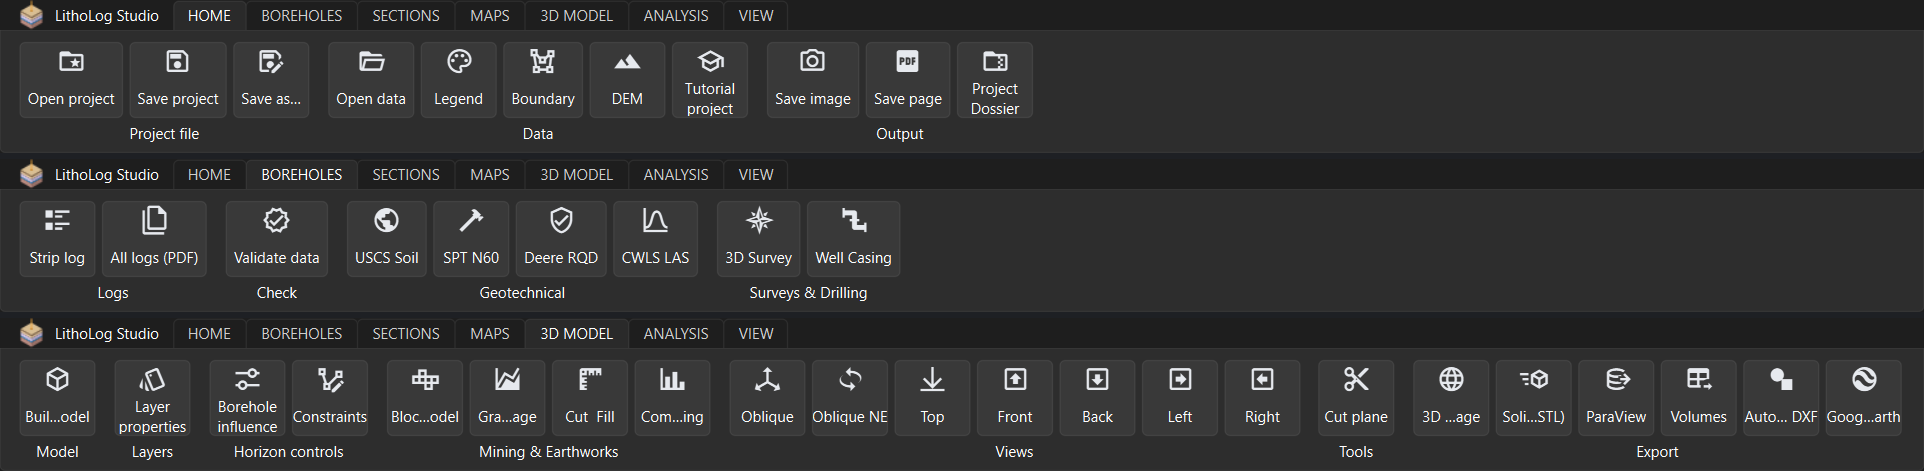 LithoLog Studio HOME BOREHOLES SECTIONS MAPS 3D MODEL ANALYSIS VIEW
PDF
Open project Save project Save as... Open data Legend Boundary DEM Tutorial project Save image Save page Project Dossier
Project file Data Output
LithoLog Studio HOME BOREHOLES SECTIONS MAPS 3D MODEL ANALYSIS VIEW
Strip log All logs (PDF) Validate data USCS Soil SPT N60 Deere RQD CWLS LAS 3D Survey Well Casing
Logs Check Geotechnical Surveys & Drilling
LithoLog Studio HOME BOREHOLES SECTIONS MAPS 3D MODEL ANALYSIS VIEW
Buil...odel Layer properties Borehole influence Constraints Bloc...odel Gra...age Cut Fill Com...ing Oblique Oblique NE Top Front Back Left Right Cut plane 3D ...age Soli...STL) ParaView Volumes Auto... DXF Goog...arth
Model Layers Horizon controls Mining & Earthworks Views Tools Export